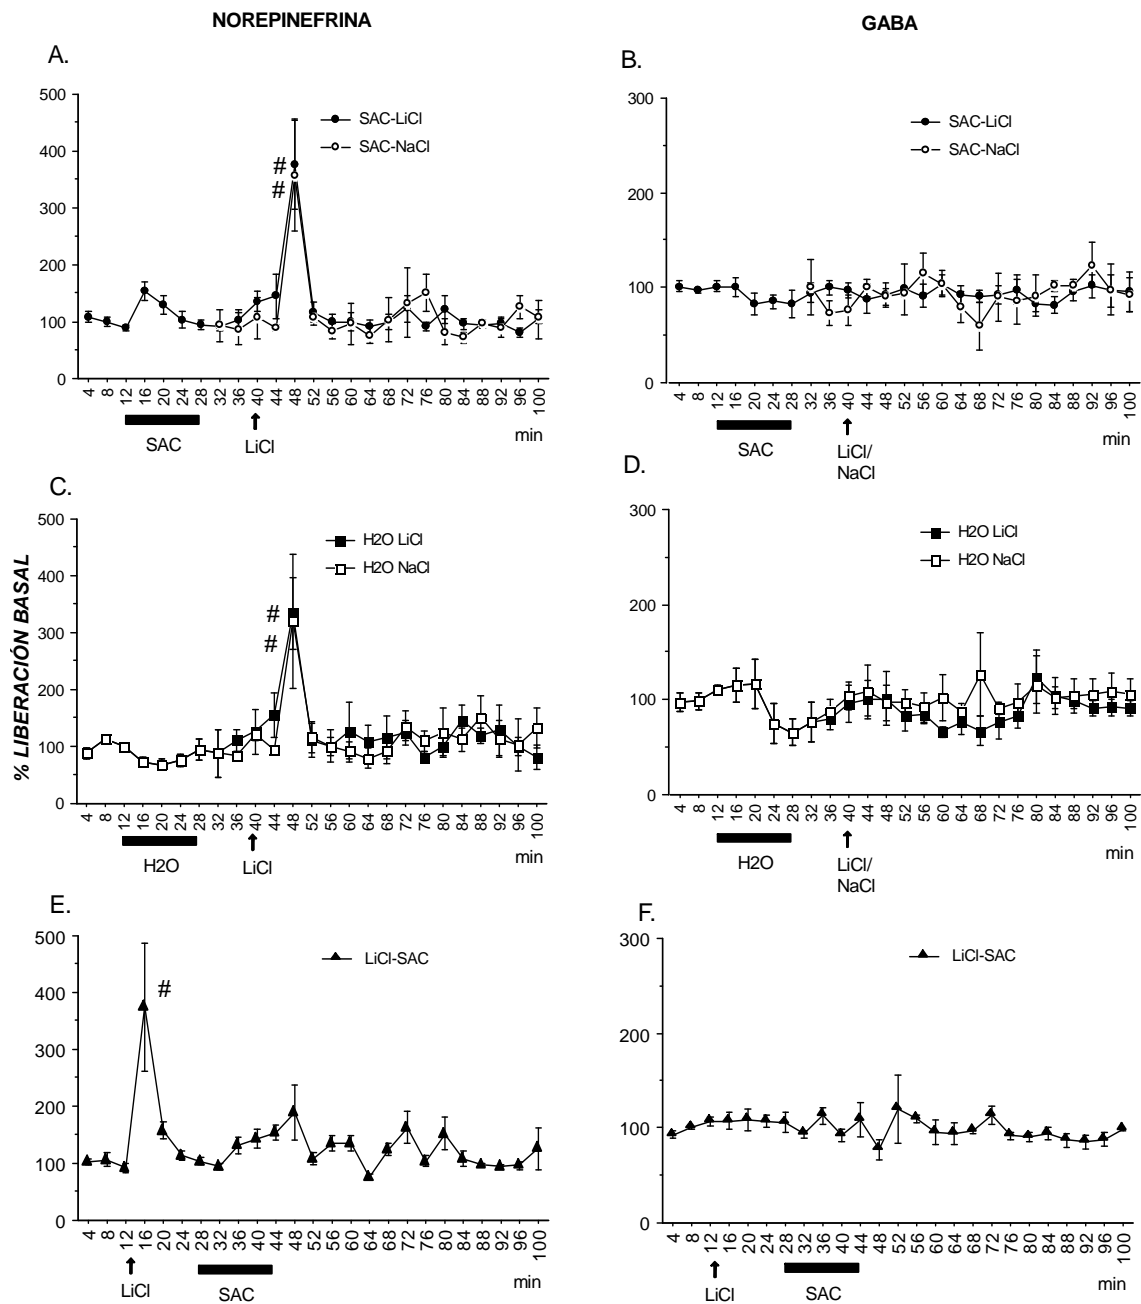 NOREPINEFRINA
GABA
A.
500
400
300
200
100
0
SAC-LiCl
SAC-NaCl
#
#
4 8 12 16 20 24 28 32 36 40 44 48 52 56 60 64 68 72 76 80 84 88 92 96 100
SAC
LiCl
min
B.
300
200
100
0
SAC-LiCl
SAC-NaCl
4 8 12 16 20 24 28 32 36 40 44 48 52 56 60 64 68 72 76 80 84 88 92 96 100
SAC
LiCl/
NaCl
min
% LIBERACIÓN BASAL
C.
500
400
300
200
100
0
H2O LiCl
H2O NaCl
#
#
4 8 12 16 20 24 28 32 36 40 44 48 52 56 60 64 68 72 76 80 84 88 92 96 100
H2O
LiCl
min
D.
300
200
100
0
H2O LiCl
H2O NaCl
4 8 12 16 20 24 28 32 36 40 44 48 52 56 60 64 68 72 76 80 84 88 92 96 100
H2O
LiCl/
NaCl
min
E.
500
400
300
200
100
0
LiCl-SAC
#
4 8 12 16 20 24 28 32 36 40 44 48 52 56 60 64 68 72 76 80 84 88 92 96 100
LiCl
SAC
min
F.
300
200
100
0
LiCl-SAC
4 8 12 16 20 24 28 32 36 40 44 48 52 56 60 64 68 72 76 80 84 88 92 96 100
LiCl
SAC
min